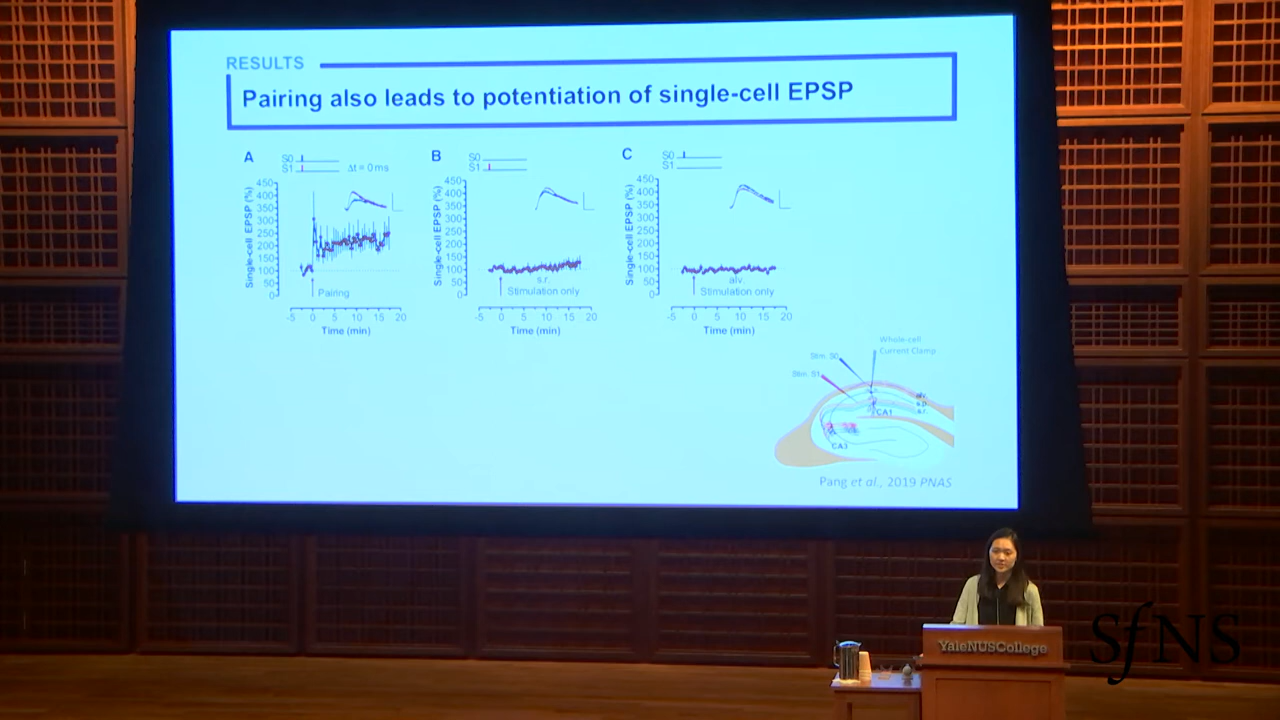 RESULTS
Pairing also leads to potentiation of single-cell EPSP
A
S0
S1
Δt = 0 ms
Single-cell EPSP (%)
450
400
350
300
250
200
150
100
50
0
Pairing
-5 0 5 10 15 20
Time (min)
B
S0
S1
Single-cell EPSP (%)
450
400
350
300
250
200
150
100
50
0
s.r.
Stimulation only
-5 0 5 10 15 20
Time (min)
C
S0
S1
Single-cell EPSP (%)
450
400
350
300
250
200
150
100
50
0
alv.
Stimulation only
-5 0 5 10 15 20
Time (min)
Whole-cell
Current Clamp
Stim. S0
Stim. S1
alv.
s.p.
s.r.
CA1
CA3
Pang et al., 2019 PNAS
YaleNUSCollege
SfNS